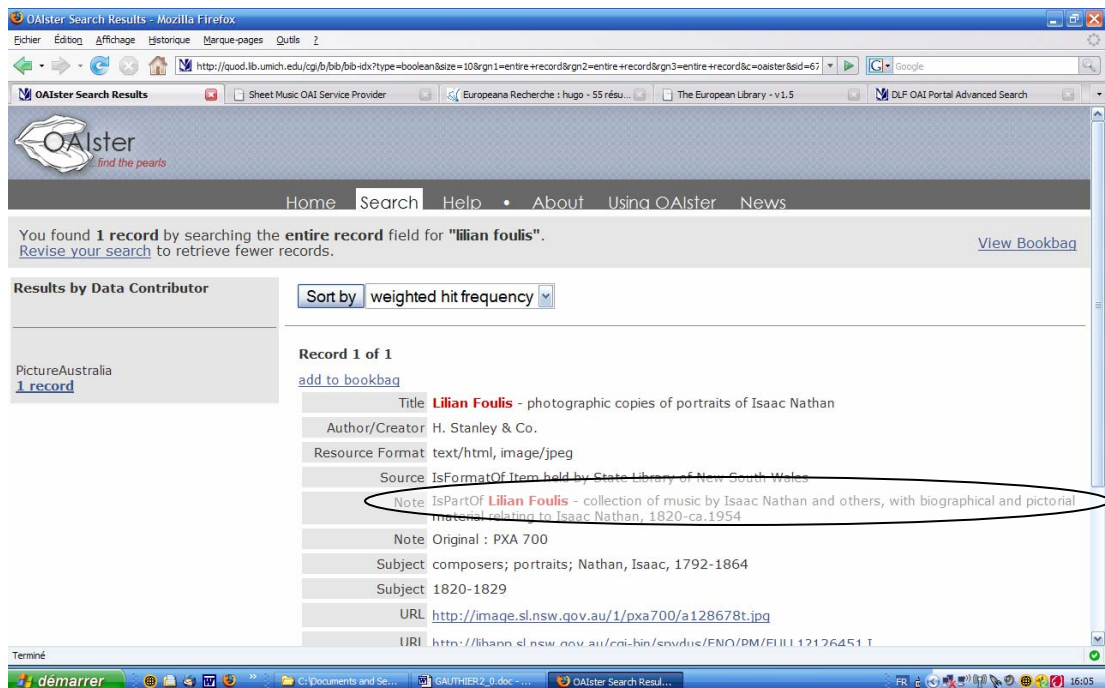 OAIster Search Results - Mozilla Firefox
Fichier Édition Affichage Historique Marque-pages Outils ?
http://quod.lib.umich.edu/cgi/b/bib/bib-idx?type=boolean&size=10&rgn1=entire+record&rgn2=entire+record&rgn3=entire+record&c=oaister&sid=67
G Google
OAIster Search Results
Sheet Music OAI Service Provider
Europeana Recherche : hugo - 55 résu...
The European Library - v1.5
DLF OAI Portal Advanced Search
OAIster
...find the pearls
Home Search Help • About Using OAIster News
You found 1 record by searching the entire record field for "lilian foulis".
Revise your search to retrieve fewer records.
View Bookbag
Results by Data Contributor
PictureAustralia
1 record
Sort by weighted hit frequency
Record 1 of 1
add to bookbag
Title Lilian Foulis - photographic copies of portraits of Isaac Nathan
Author/Creator H. Stanley & Co.
Resource Format text/html, image/jpeg
Source IsFormatOf Item held by State Library of New South Wales
Note IsPartOf Lilian Foulis - collection of music by Isaac Nathan and others, with biographical and pictorial
material relating to Isaac Nathan, 1820-ca.1954
Note Original : PXA 700
Subject composers; portraits; Nathan, Isaac, 1792-1864
Subject 1820-1829
URL http://image.sl.nsw.gov.au/1/pxa700/a128678t.jpg
URL
Terminé
démarrer
C:\Documents and Se...
GAUTHIER2_0.doc - ...
OAIster Search Resul...
FR
16:05